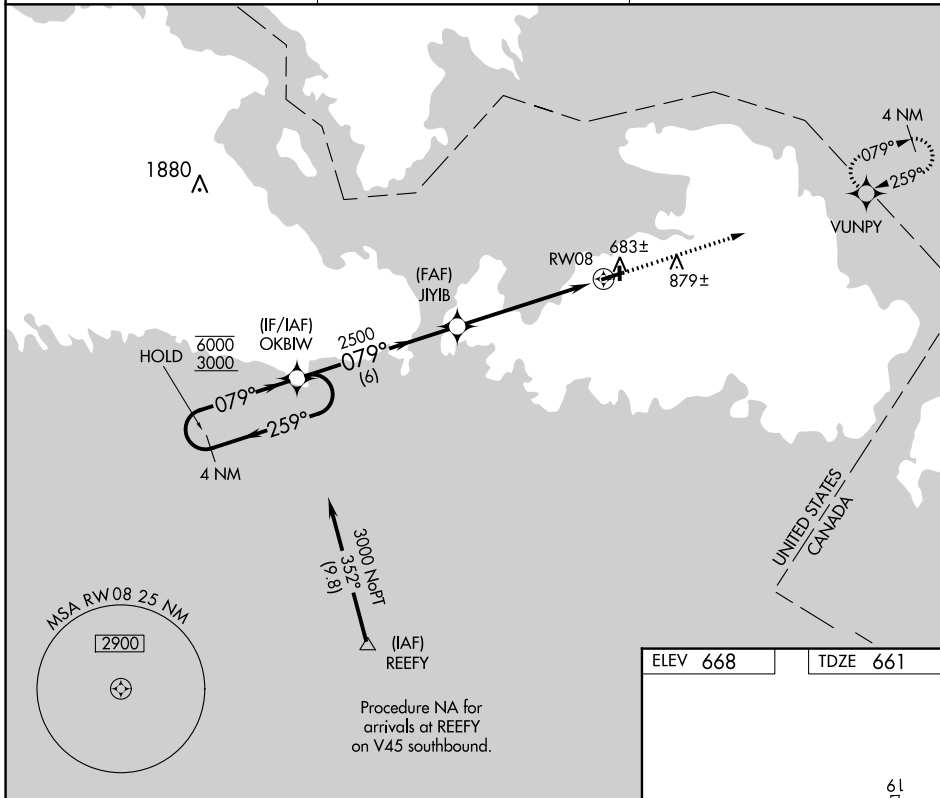 1880
4 NM
079°
259°
VUNPY
RW08
683±
879±
(FAF)
JIYIB
(IF/IAF)
OKBIW
HOLD
6000
3000
2500
079°
(6)
079°
259°
4 NM
3000 NoPT
352°
(9.8)
(IAF)
REEFY
UNITED STATES
CANADA
MSA RW08 25 NM
2900
Procedure NA for
arrivals at REEFY
on V45 southbound.
ELEV 668
TDZE 661